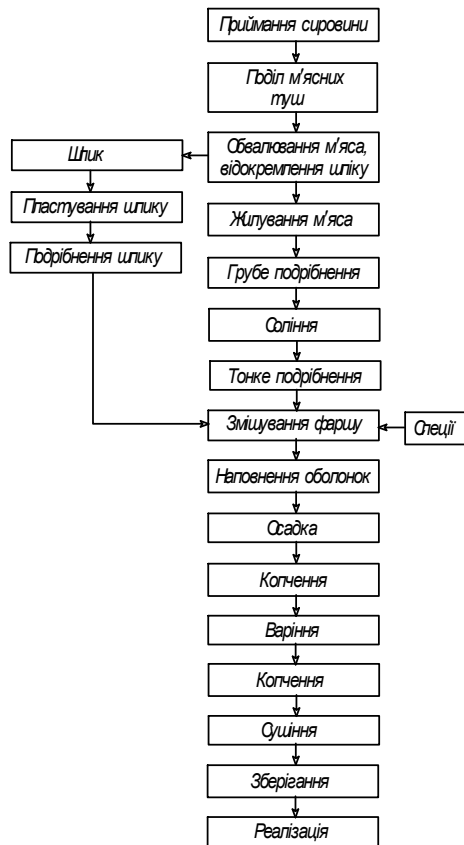 Приймання сировини
Поділ м'ясних
туш
Обвалювання м'яса,
відокремлення шпіку
Шпик
Пластування шпику
Подрібнення шпику
Жилування м'яса
Грубе подрібнення
Соління
Тонке подрібнення
Змішування фаршу
Спеції
Наповнення оболонок
Осадка
Копчення
Варіння
Копчення
Сушіння
Зберігання
Реалізація